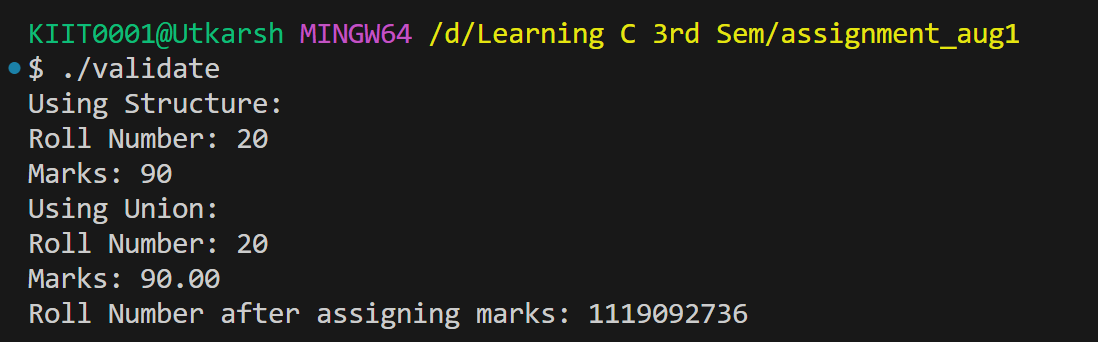 KIIT0001@Utkarsh MINGW64 /d/Learning C 3rd Sem/assignment_aug1
$ ./validate
Using Structure:
Roll Number: 20
Marks: 90
Using Union:
Roll Number: 20
Marks: 90.00
Roll Number after assigning marks: 1119092736